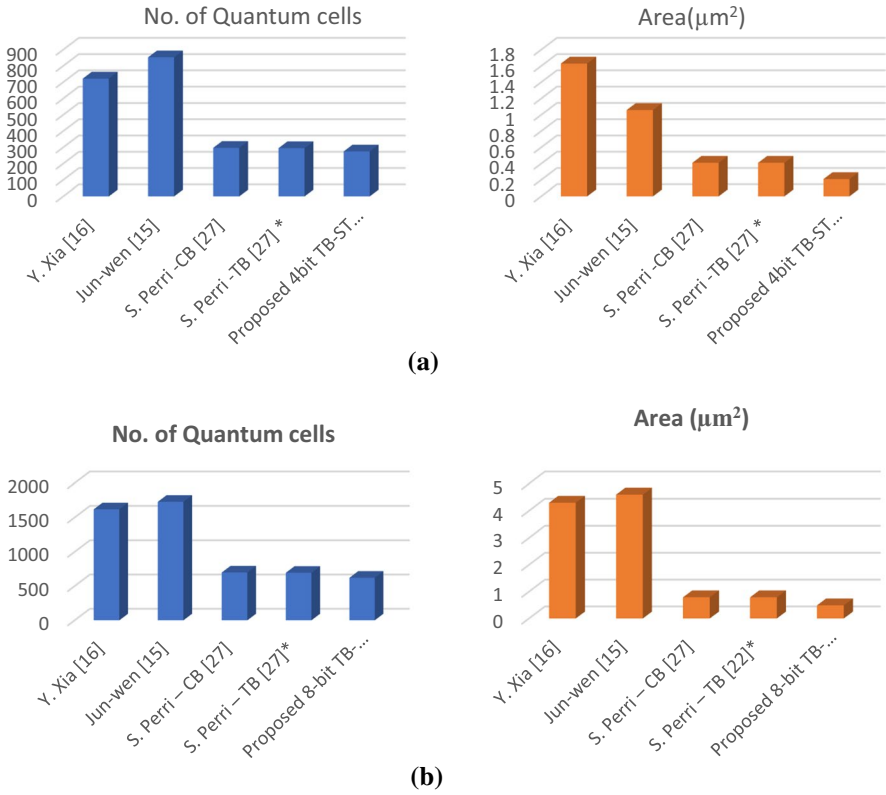 No. of Quantum cells
900
800
700
600
500
400
300
200
100
0
Y. Xia [16]
Jun-wen [15]
S. Perri -CB [27]
S. Perri -TB [27] *
Proposed 4bit TB-ST...
Area(μm²)
1.8
1.6
1.4
1.2
1
0.8
0.6
0.4
0.2
0
Y. Xia [16]
Jun-wen [15]
S. Perri -CB [27]
S. Perri -TB [27] *
Proposed 4bit TB-ST...
(a)
No. of Quantum cells
2000
1500
1000
500
0
Y. Xia [16]
Jun-wen [15]
S. Perri – CB [27]
S. Perri – TB [27]*
Proposed 8-bit TB-...
Area (μm²)
5
4
3
2
1
0
Y. Xia [16]
Jun-wen [15]
S. Perri – CB [27]
S. Perri – TB [22]*
Proposed 8-bit TB-...
(b)